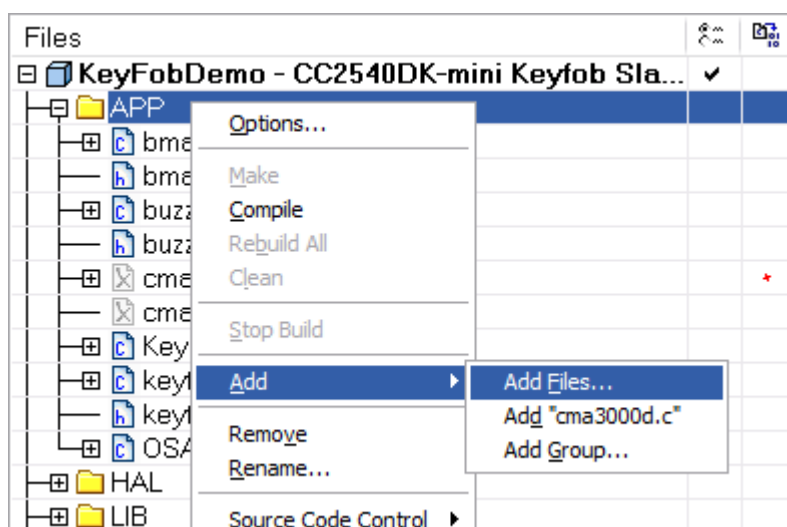 Files
KeyFobDemo - CC2540DK-mini Keyfob Sla...
APP
Options...
bma
Make
bma
Compile
buzz
Rebuild All
buzz
Clean
cma
cma
Stop Build
Key
keyf
Add
Add Files...
keyf
Add "cma3000d.c"
Remove
OSA
Add Group...
Rename...
HAL
LIB
Source Code Control